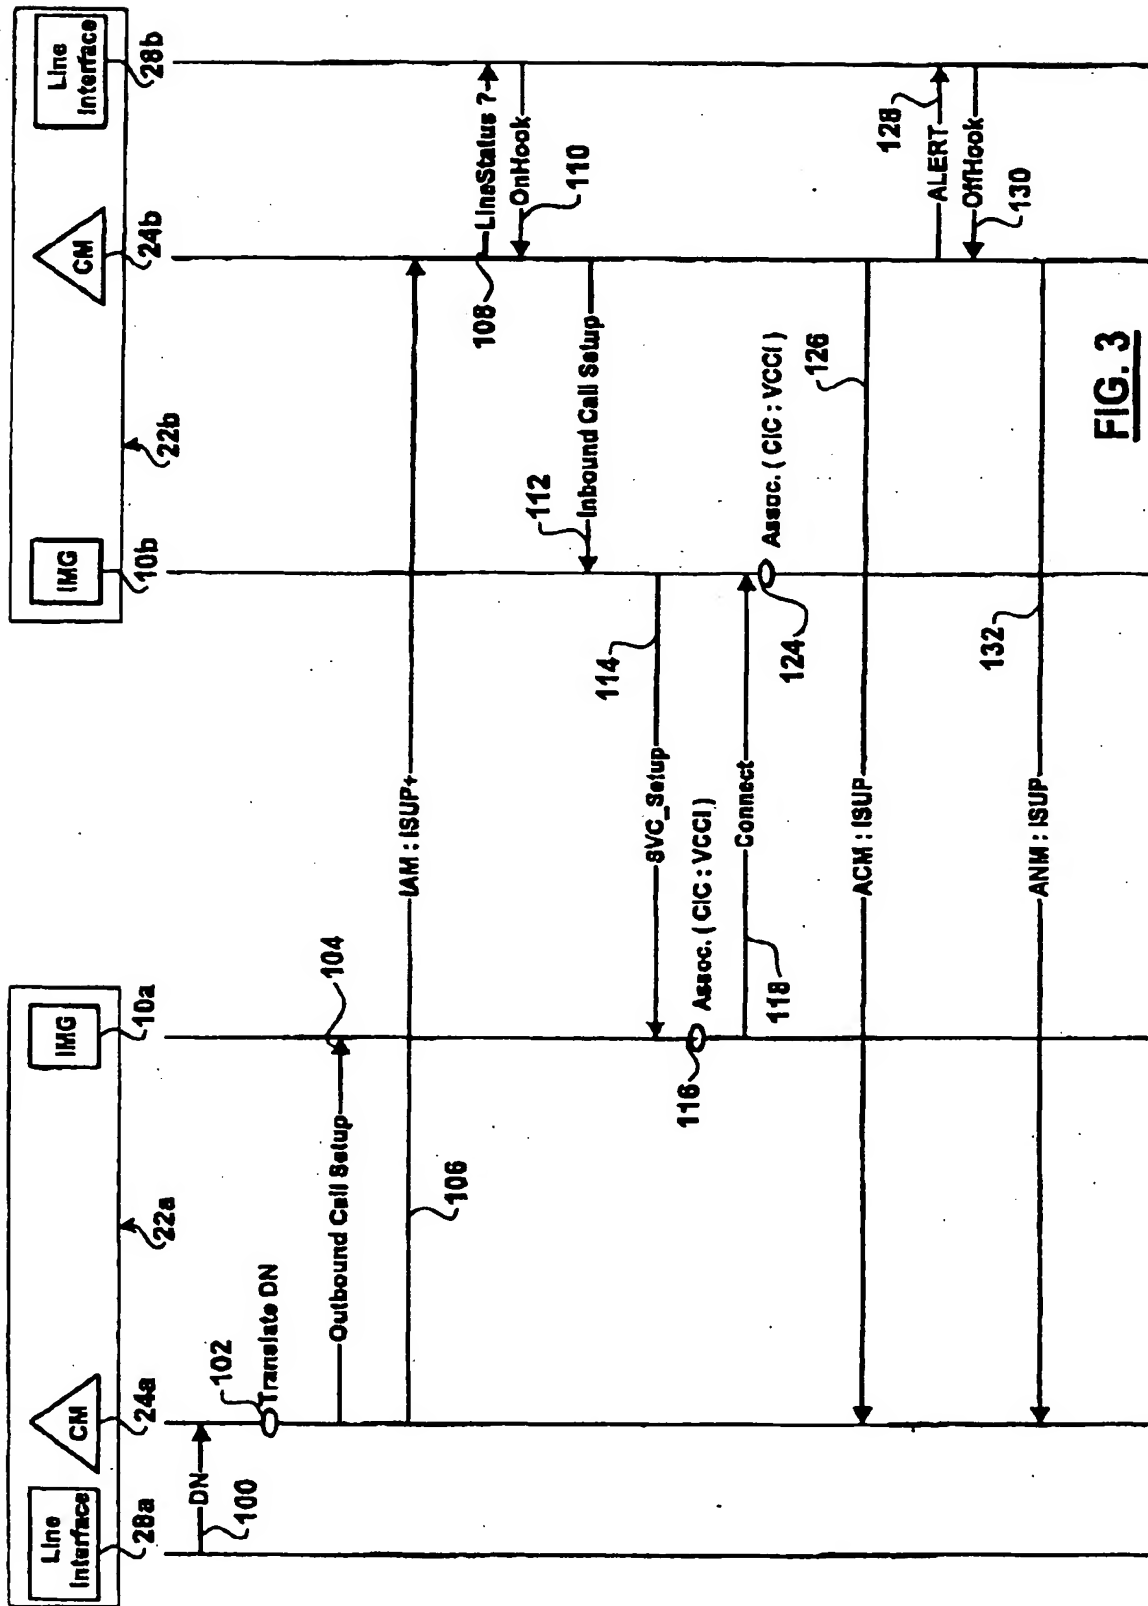 Line
Interface
28a
CM
24a
22a
IMG
10a
IMG
10b
22b
CM
24b
Line
Interface
28b
DN
100
102
Translate DN
Outbound Call Setup
104
IAM : ISUP+
106
LineStatus ?
108
OnHook
110
Inbound Call Setup
112
SVC_Setup
114
Assoc. ( CIC : VCCI )
116
Connect
118
Assoc. ( CIC : VCCI )
124
ACM : ISUP
126
ALERT
128
OffHook
130
ANM : ISUP
132
FIG. 3